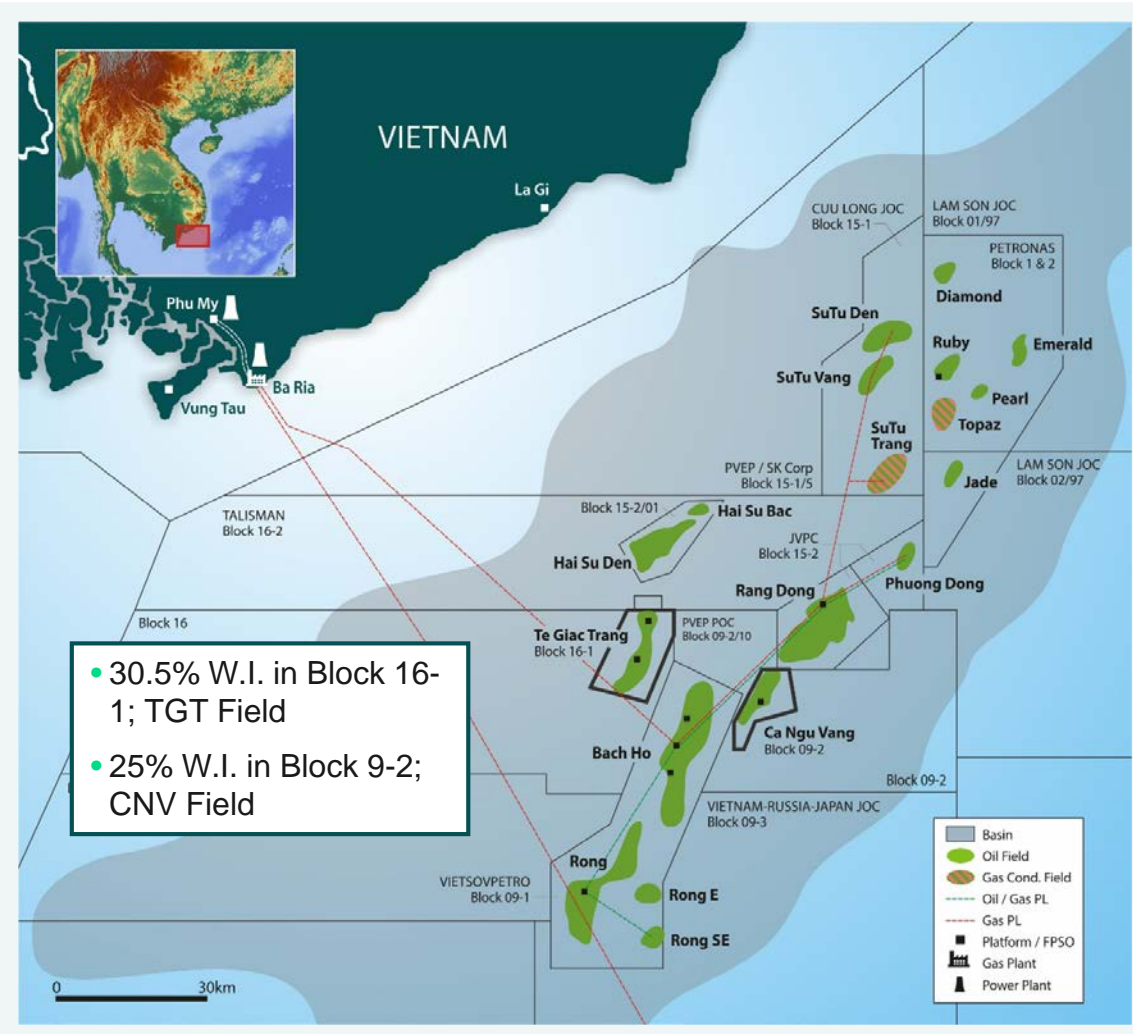 VIETNAM
La Gi
Phu My
Ba Ria
Vung Tau
CUU LONG JOC
Block 15-1
LAM SON JOC
Block 01/97
PETRONAS
Block 1 & 2
Diamond
SuTu Den
Ruby
Emerald
SuTu Vang
Pearl
Topaz
SuTu
Trang
PVEP / SK Corp
Block 15-1/5
LAM SON JOC
Block 02/97
Jade
TALISMAN
Block 16-2
Block 15-2/01
Hai Su Bac
JVPC
Block 15-2
Hai Su Den
Rang Dong
Phuong Dong
Block 16
Te Giac Trang
Block 16-1
PVEP POC
Block 09-2/10
• 30.5% W.I. in Block 16-
1; TGT Field
• 25% W.I. in Block 9-2;
CNV Field
Ca Ngu Vang
Block 09-2
Bach Ho
Block 09-2
VIETNAM-RUSSIA-JAPAN JOC
Block 09-3
Rong
VIETSOVPETRO
Block 09-1
Rong E
Rong SE
0 30km
Basin
Oil Field
Gas Cond. Field
Oil / Gas PL
Gas PL
Platform / FPSO
Gas Plant
Power Plant